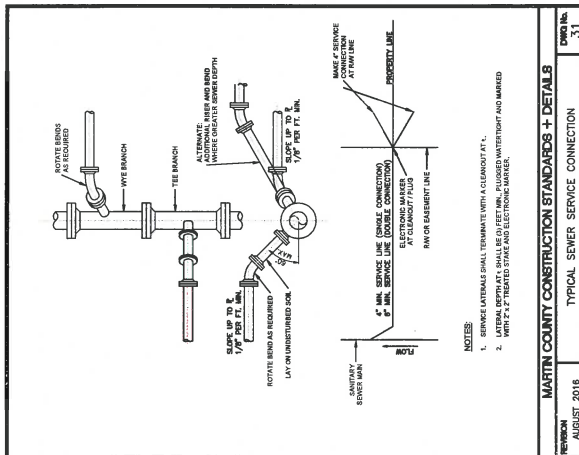 ROTATE BENDS
AS REQUIRED
WYE BRANCH
TEE BRANCH
ALTERNATE:
ADDITIONAL RISER AND BEND
WHERE GREATER SEWER DEPTH
SLOPE UP TO ℄
1/8" PER FT. MIN.
SLOPE UP TO ℄
1/8" PER FT. MIN.
60°
MAX.
ROTATE BEND AS REQUIRED
LAY ON UNDISTURBED SOIL
MAKE 4" SERVICE
CONNECTION
AT R/W LINE
PROPERTY LINE
4" MIN. SERVICE LINE (SINGLE CONNECTION)
6" MIN. SERVICE LINE (DOUBLE CONNECTION)
ELECTRONIC MARKER
AT CLEANOUT / PLUG
R/W OR EASEMENT LINE
SANITARY
SEWER MAIN
FLOW
NOTES:
1. SERVICE LATERALS SHALL TERMINATE WITH A CLEANOUT AT
2. LATERAL DEPTH AT SHALL BE (3) FEET MIN., PLUGGED WATERTIGHT AND MARKED
WITH 2" x 2" TREATED STAKE AND ELECTRONIC MARKER.
MARTIN COUNTY CONSTRUCTION STANDARDS + DETAILS
REVISION
AUGUST 2016
TYPICAL SEWER SERVICE CONNECTION
DWG No.
31